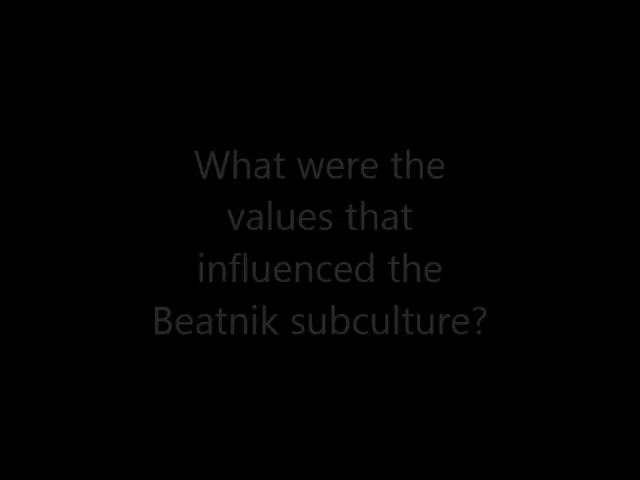 What were the
values that
influenced the
Beatnik subculture?